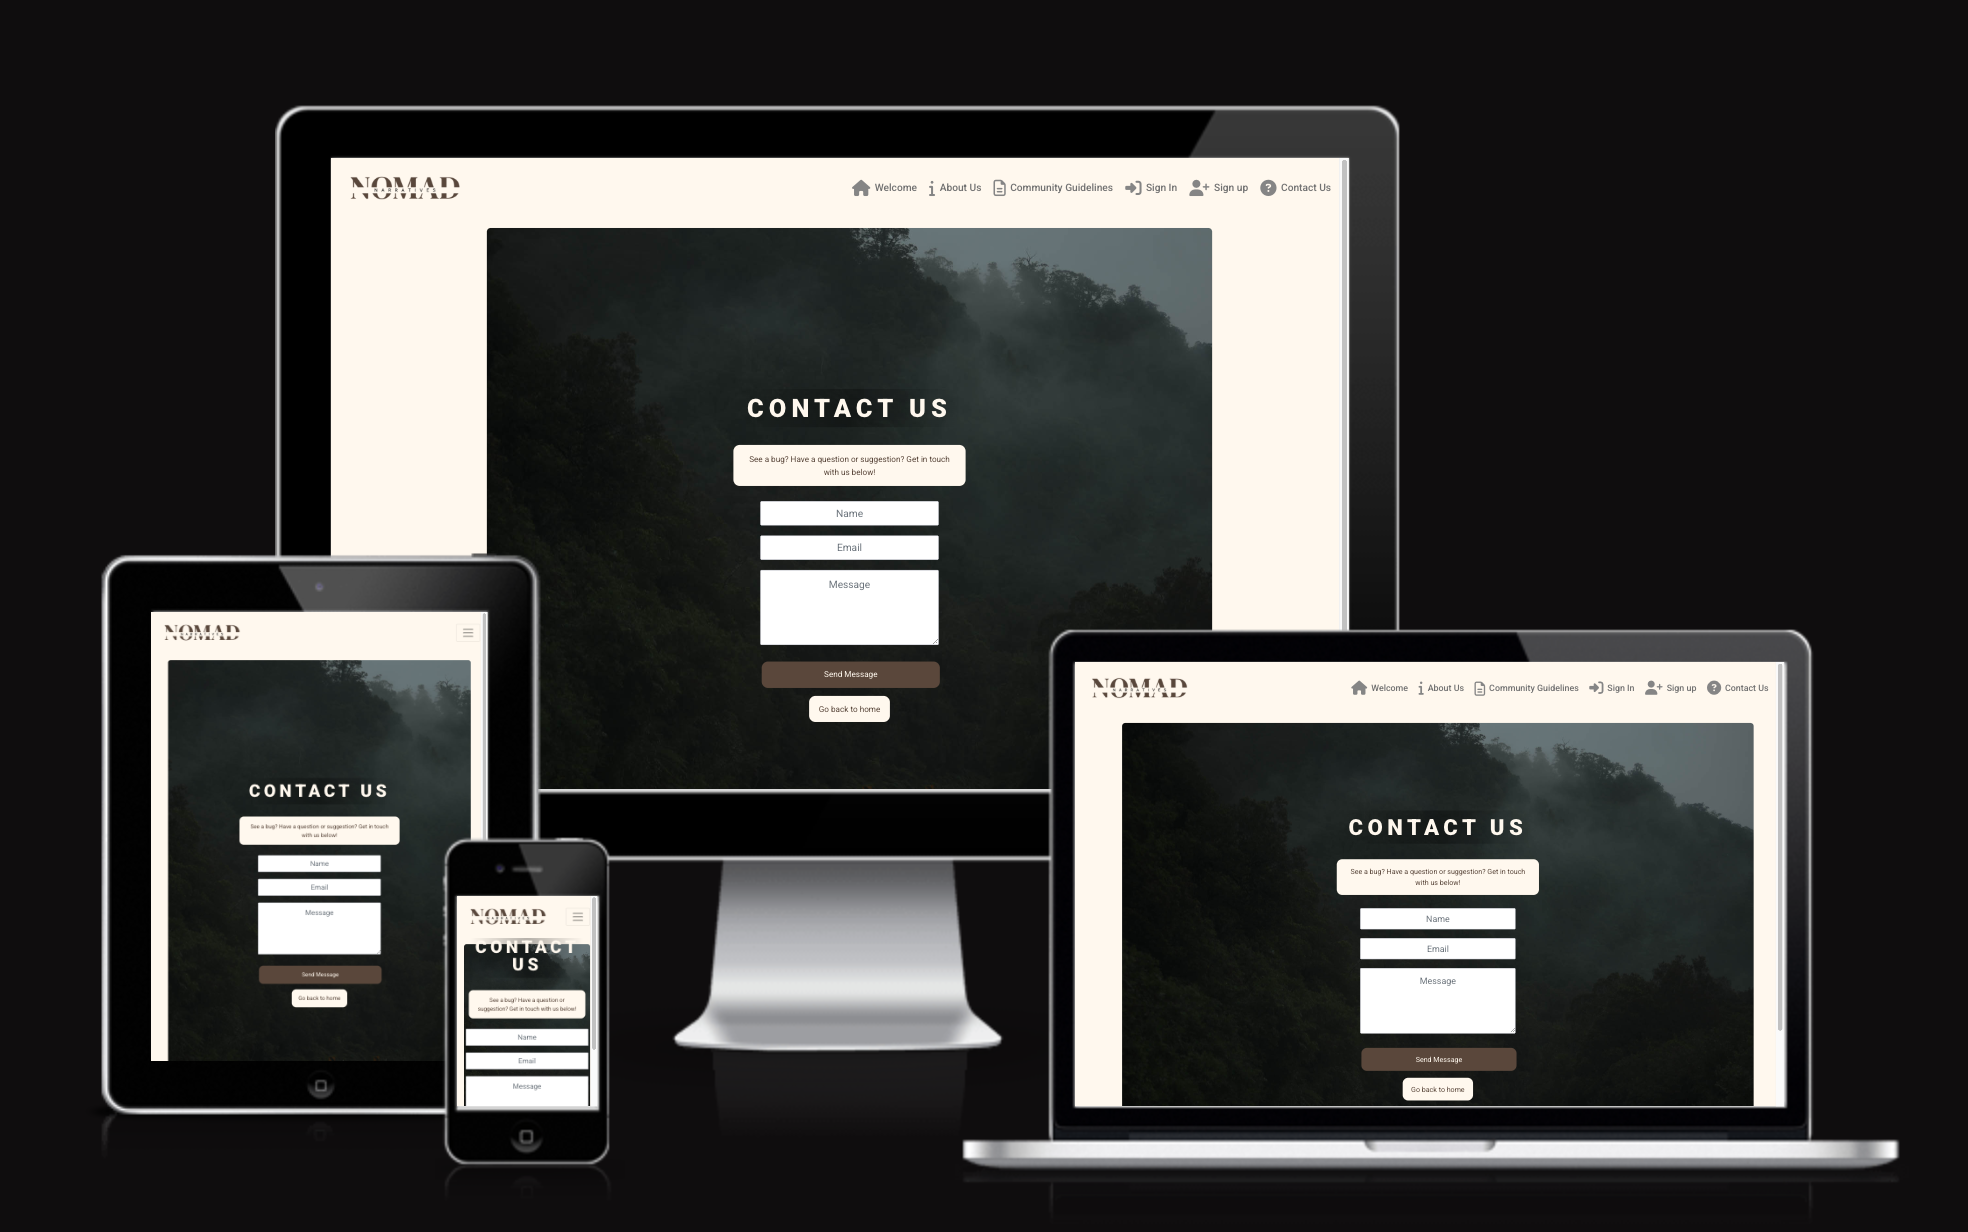 NOMAD
NARRATIVES
Welcome About Us Community Guidelines Sign In Sign up Contact Us
CONTACT US
See a bug? Have a question or suggestion? Get in touch
with us below!
Name
Email
Message
Send Message
Go back to home
NOMAD
NARRATIVES
CONTACT US
See a bug? Have a question or suggestion? Get in touch
with us below!
Name
Email
Message
Send Message
Go back to home
NOMAD
NARRATIVES
CONTACT
US
See a bug? Have a question or
suggestion? Get in touch with us below!
Name
Email
Message
NOMAD
NARRATIVES
Welcome About Us Community Guidelines Sign In Sign up Contact Us
CONTACT US
See a bug? Have a question or suggestion? Get in touch
with us below!
Name
Email
Message
Send Message
Go back to home